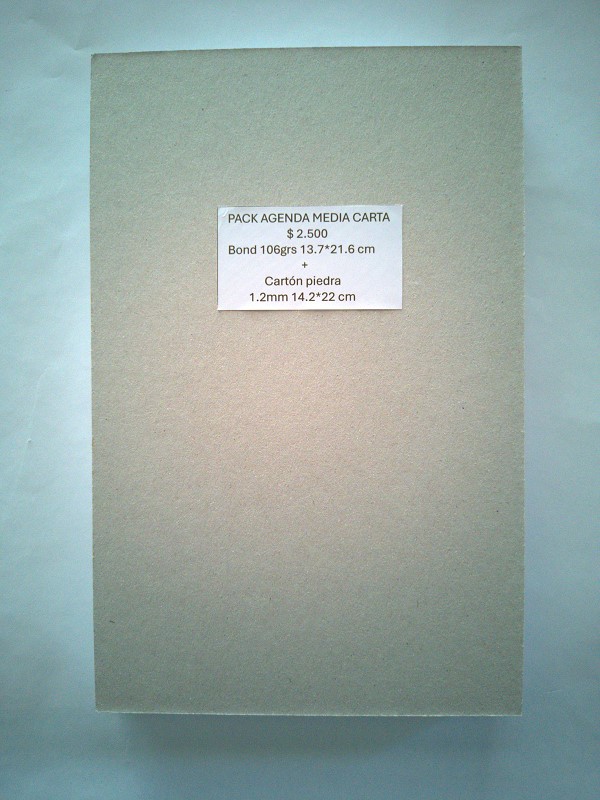 PACK AGENDA MEDIA CARTA
$ 2.500
Bond 106grs 13.7*21.6 cm
+
Cartón piedra
1.2mm 14.2*22 cm